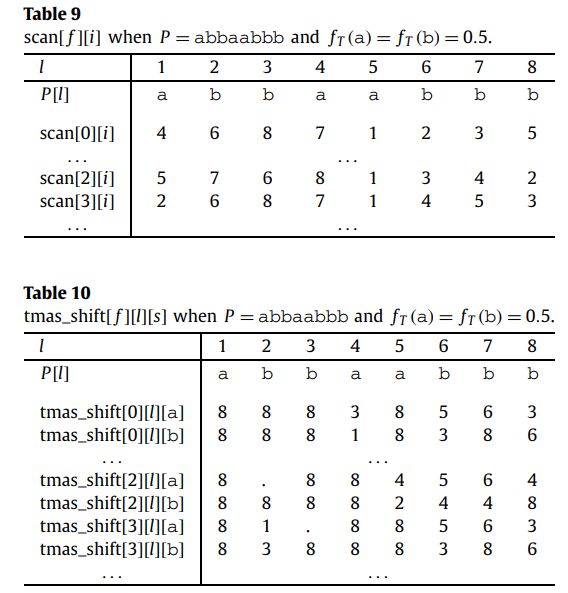 Table 9
scan[f][i] when P = abbaabbb and f_T(a) = f_T(b) = 0.5.
l 1 2 3 4 5 6 7 8
P[l] a b b a a b b b
scan[0][i] 4 6 8 7 1 2 3 5
... ...
scan[2][i] 5 7 6 8 1 3 4 2
scan[3][i] 2 6 8 7 1 4 5 3
... ...
Table 10
tmas_shift[f][l][s] when P = abbaabbb and f_T(a) = f_T(b) = 0.5.
l 1 2 3 4 5 6 7 8
P[l] a b b a a b b b
tmas_shift[0][l][a] 8 8 8 3 8 5 6 3
tmas_shift[0][l][b] 8 8 8 1 8 3 8 6
... ...
tmas_shift[2][l][a] 8 . 8 8 4 5 6 4
tmas_shift[2][l][b] 8 8 8 8 2 4 4 8
tmas_shift[3][l][a] 8 1 . 8 8 5 6 3
tmas_shift[3][l][b] 8 3 8 8 8 3 8 6
... ...